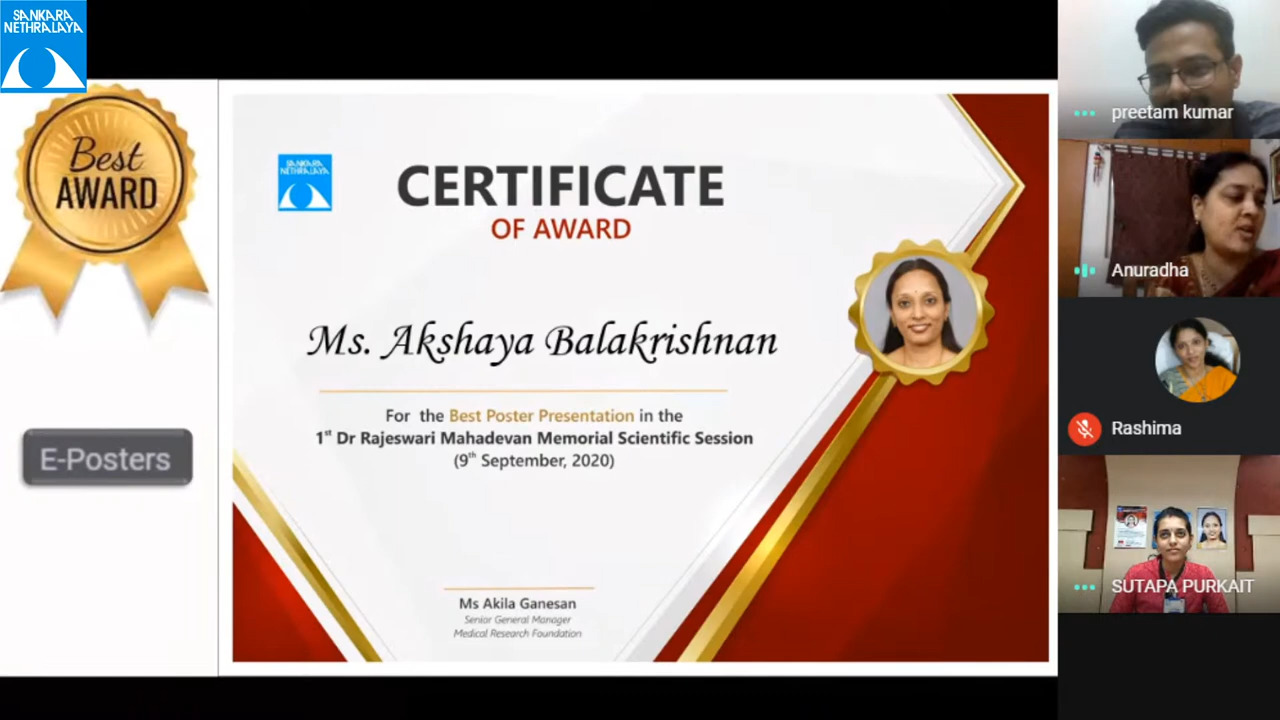 SANKARA
NETHRALAYA
Best
AWARD
E-Posters
SANKARA
NETHRALAYA
CERTIFICATE
OF AWARD
Ms. Akshaya Balakrishnan
For the Best Poster Presentation in the
1st Dr Rajeswari Mahadevan Memorial Scientific Session
(9th September, 2020)
Ms Akila Ganesan
Senior General Manager
Medical Research Foundation
preetam kumar
Anuradha
Rashima
SUTAPA PURKAIT